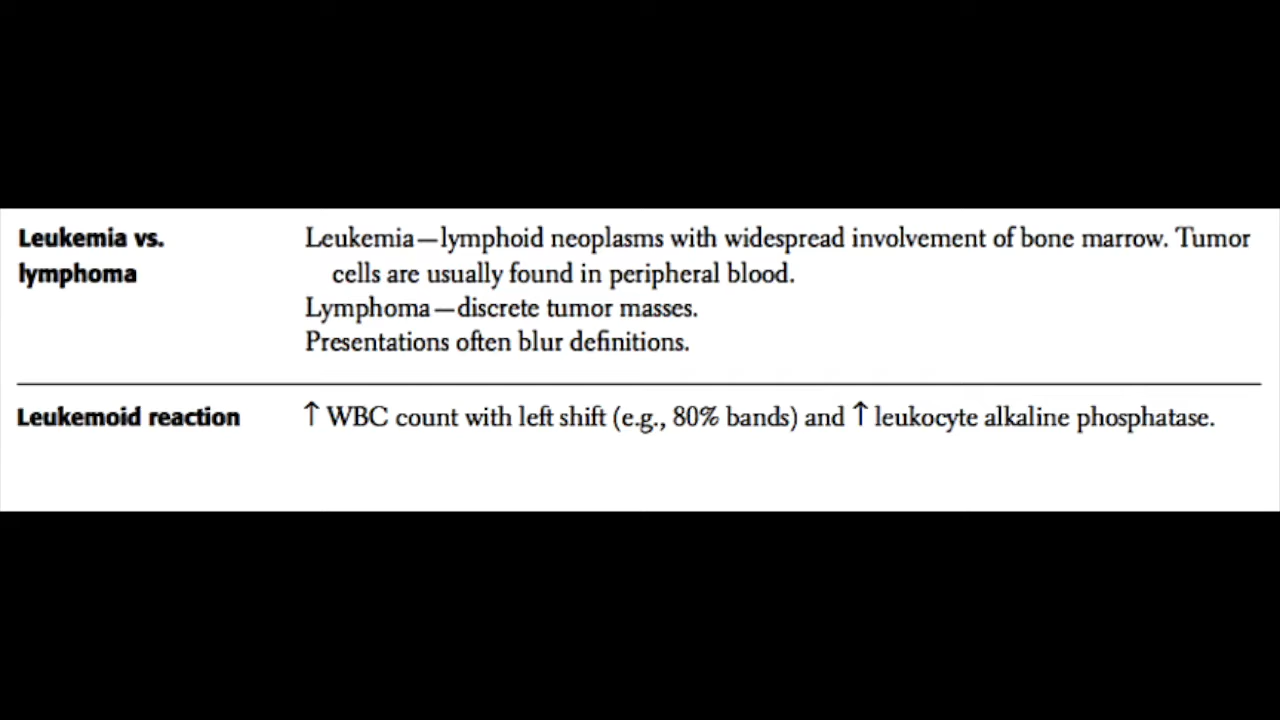 Leukemia vs.
lymphoma
Leukemia—lymphoid neoplasms with widespread involvement of bone marrow. Tumor
cells are usually found in peripheral blood.
Lymphoma—discrete tumor masses.
Presentations often blur definitions.
Leukemoid reaction
↑ WBC count with left shift (e.g., 80% bands) and ↑ leukocyte alkaline phosphatase.